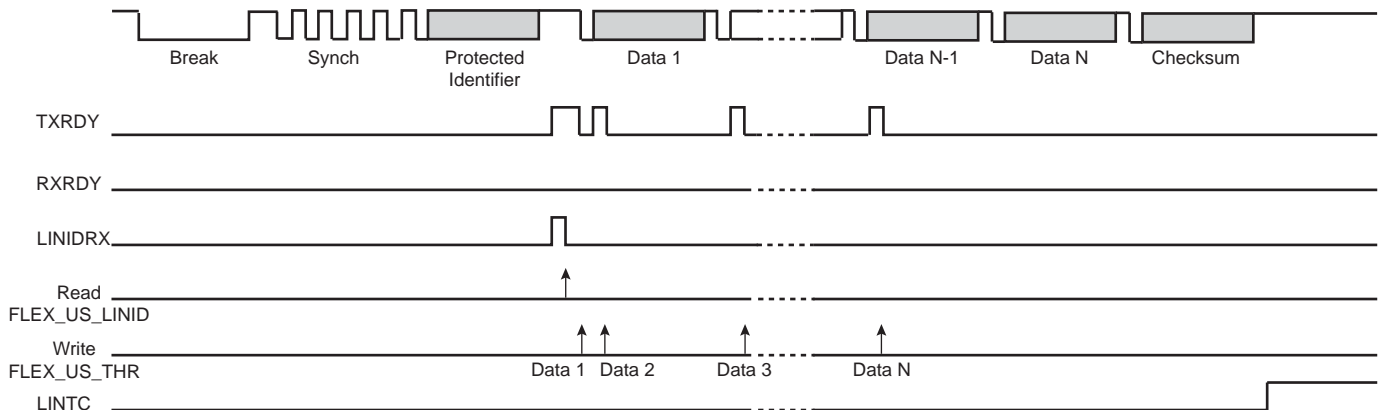 Break Synch Protected Data 1 Data N-1 Data N Checksum
Identifier
TXRDY
RXRDY
LINIDRX
Read
FLEX_US_LINID
Write
FLEX_US_THR Data 1 Data 2 Data 3 Data N
LINTC